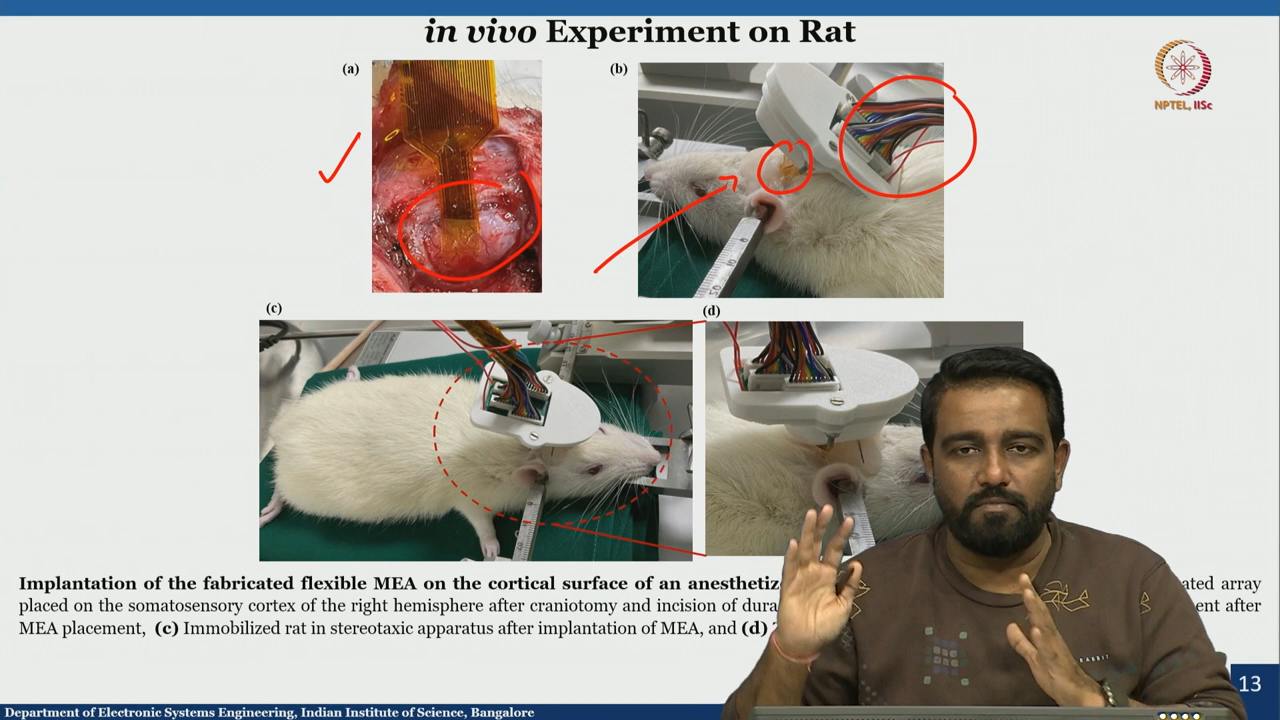 in vivo Experiment on Rat
(a)
(b)
NPTEL, IISc
(c)
(d)
Implantation of the fabricated flexible MEA on the cortical surface of an ated array
placed on the somatosensory cortex of the right hemisphere after craniotomy and incision of after
MEA placement, (c) Immobilized rat in stereotaxic apparatus after implantation of MEA, and (d)
RABBIT
13
Department of Electronic Systems Engineering, Indian Institute of Science, Bangalore